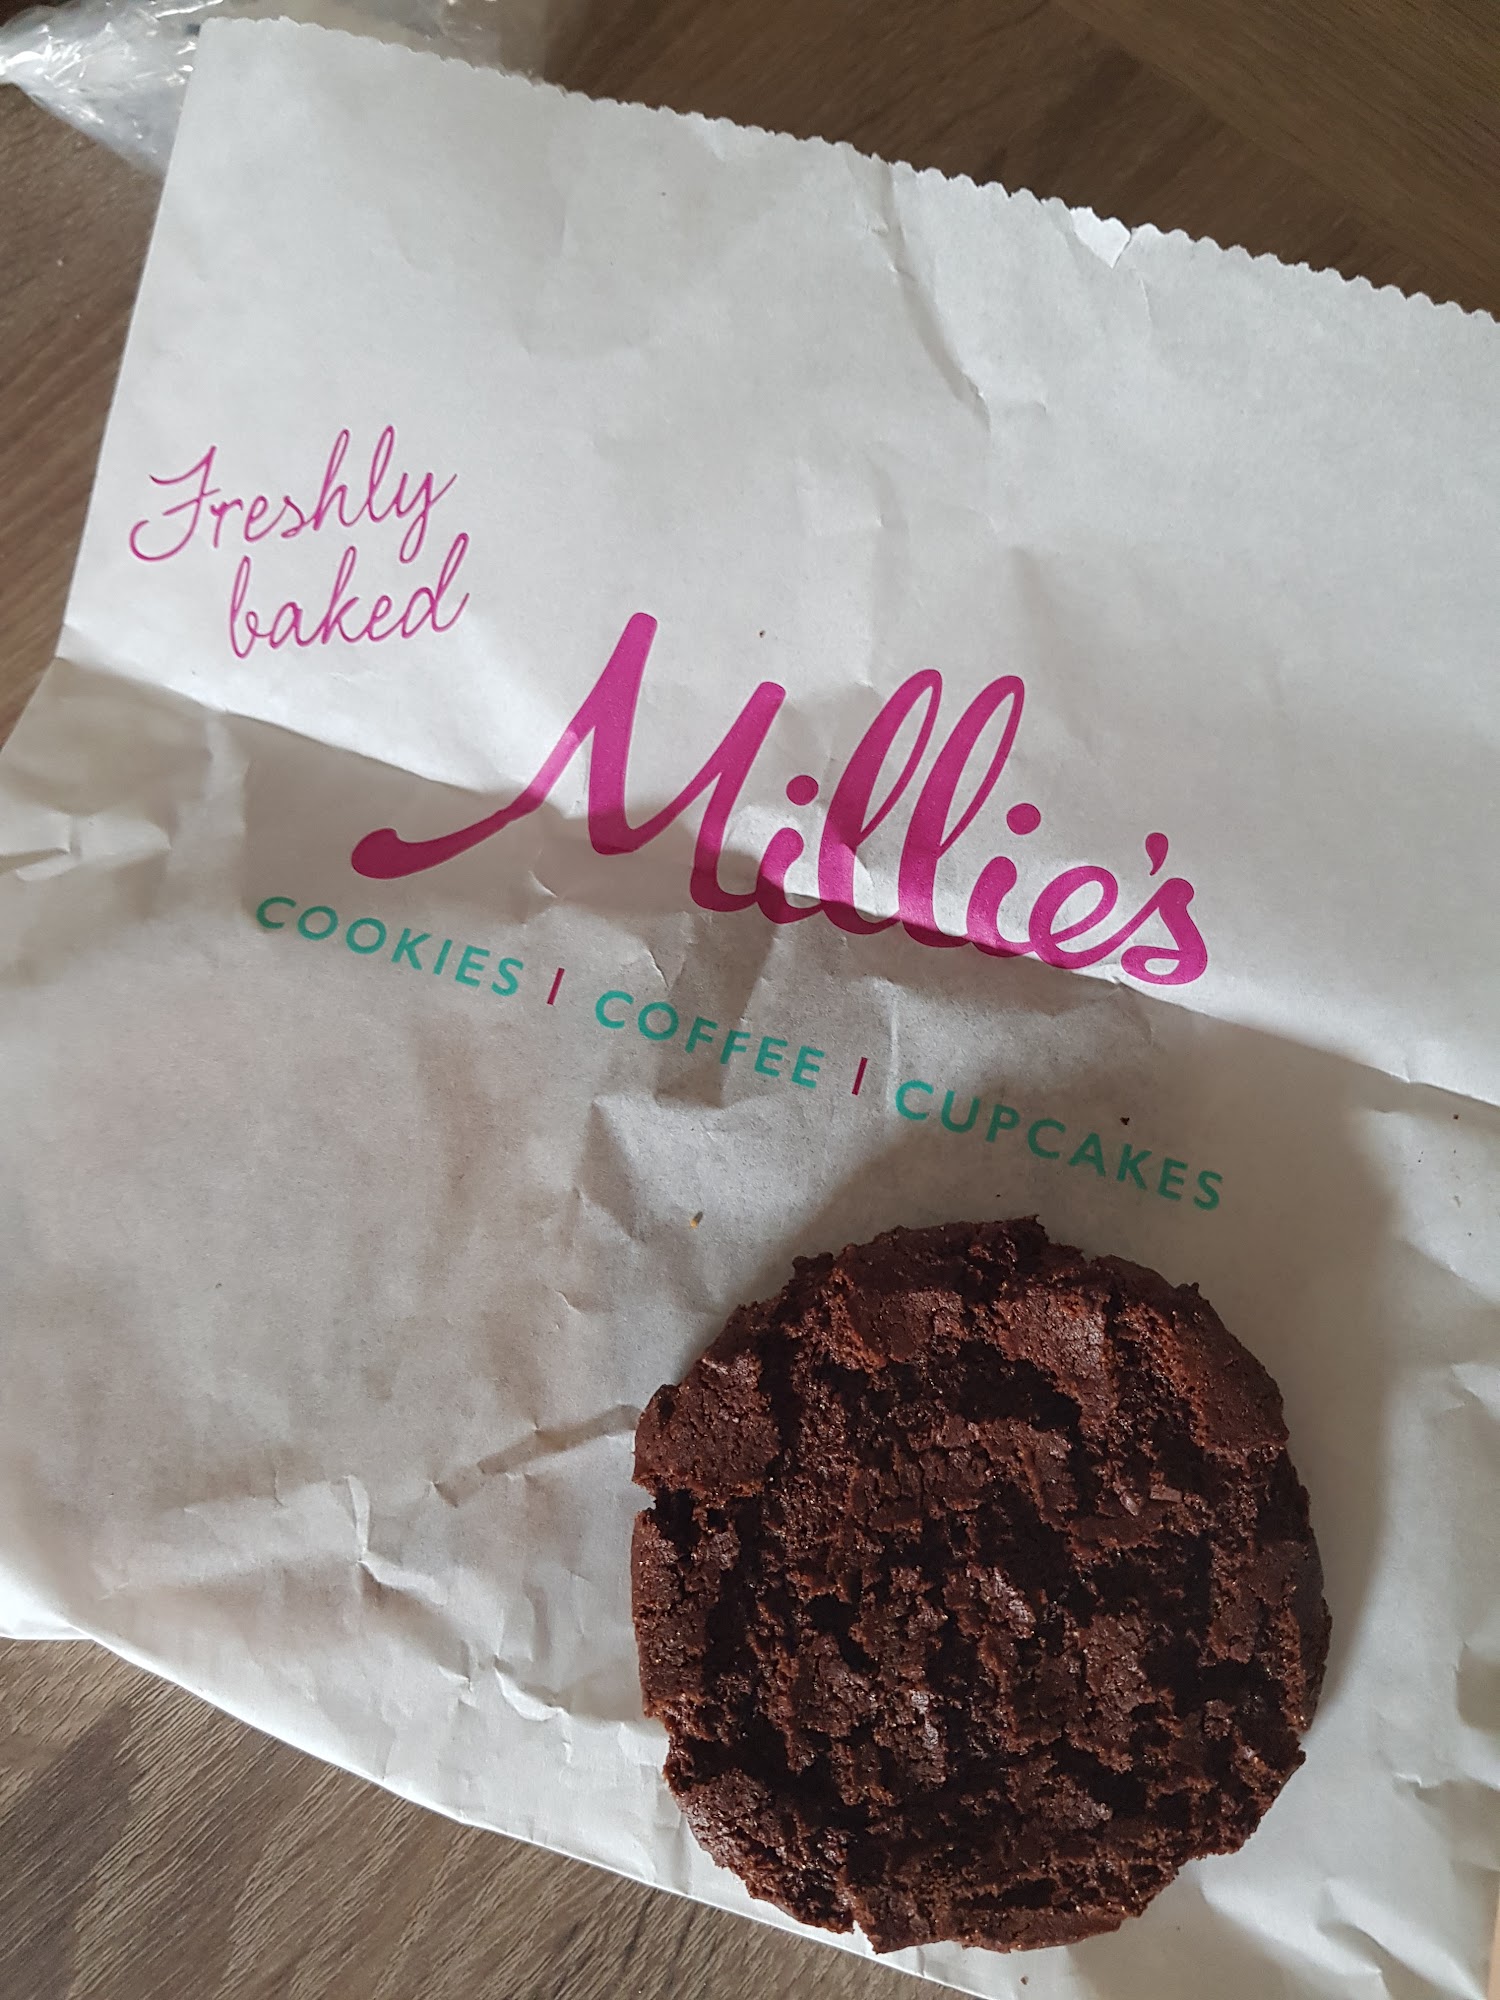 Freshly
baked
Millie's
COOKIES | COFFEE | CUPCAKES